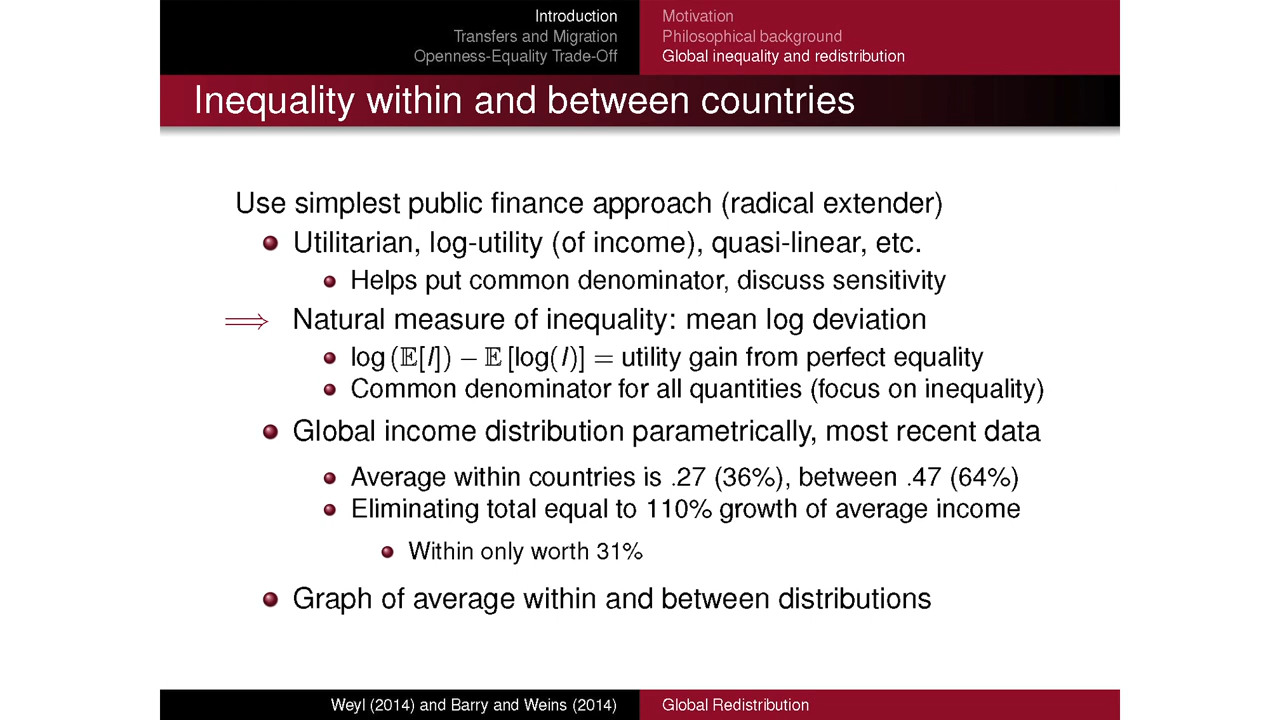 Introduction
Transfers and Migration
Openness-Equality Trade-Off
Motivation
Philosophical background
Global inequality and redistribution
Inequality within and between countries
Use simplest public finance approach (radical extender)
Utilitarian, log-utility (of income), quasi-linear, etc.
Helps put common denominator, discuss sensitivity
⟹ Natural measure of inequality: mean log deviation
log (𝔼[I]) − 𝔼 [log(I)] = utility gain from perfect equality
Common denominator for all quantities (focus on inequality)
Global income distribution parametrically, most recent data
Average within countries is .27 (36%), between .47 (64%)
Eliminating total equal to 110% growth of average income
Within only worth 31%
Graph of average within and between distributions
Weyl (2014) and Barry and Weins (2014)
Global Redistribution